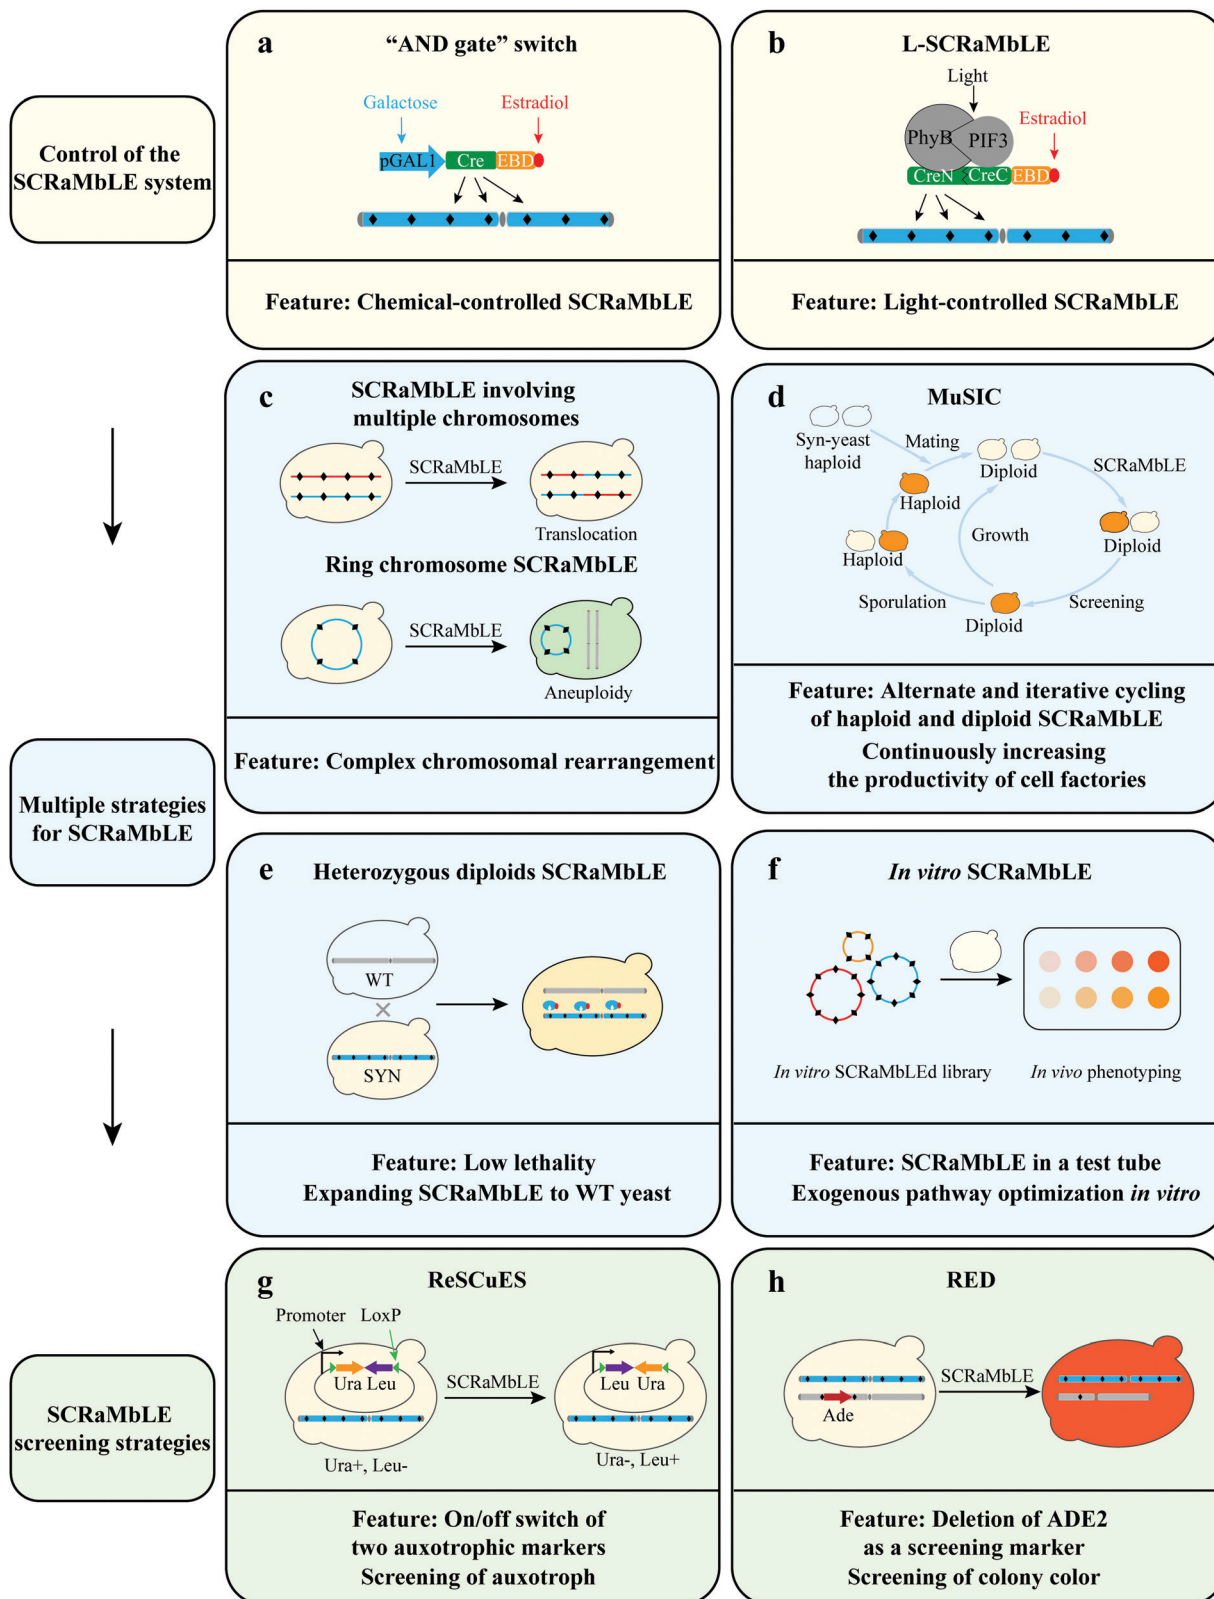 Control of the
SCRaMbLE system
a
“AND gate” switch
Galactose
Estradiol
pGAL1
Cre
EBD
Feature: Chemical-controlled SCRaMbLE
b
L-SCRaMbLE
Light
PhyB
PIF3
Estradiol
CreN
CreC
EBD
Feature: Light-controlled SCRaMbLE
Multiple strategies
for SCRaMbLE
c
SCRaMbLE involving
multiple chromosomes
SCRaMbLE
Translocation
Ring chromosome SCRaMbLE
SCRaMbLE
Aneuploidy
Feature: Complex chromosomal rearrangement
d
MuSIC
Syn-yeast
haploid
Mating
Diploid
SCRaMbLE
Haploid
Haploid
Growth
Diploid
Sporulation
Diploid
Screening
Feature: Alternate and iterative cycling
of haploid and diploid SCRaMbLE
Continuously increasing
the productivity of cell factories
e
Heterozygous diploids SCRaMbLE
WT
SYN
Feature: Low lethality
Expanding SCRaMbLE to WT yeast
f
In vitro SCRaMbLE
In vitro SCRaMbLEd library
In vivo phenotyping
Feature: SCRaMbLE in a test tube
Exogenous pathway optimization in vitro
SCRaMbLE
screening strategies
g
ReSCuES
Promoter
LoxP
Ura Leu
SCRaMbLE
Leu Ura
Ura+, Leu-
Ura-, Leu+
Feature: On/off switch of
two auxotrophic markers
Screening of auxotroph
h
RED
SCRaMbLE
Ade
Feature: Deletion of ADE2
as a screening marker
Screening of colony color